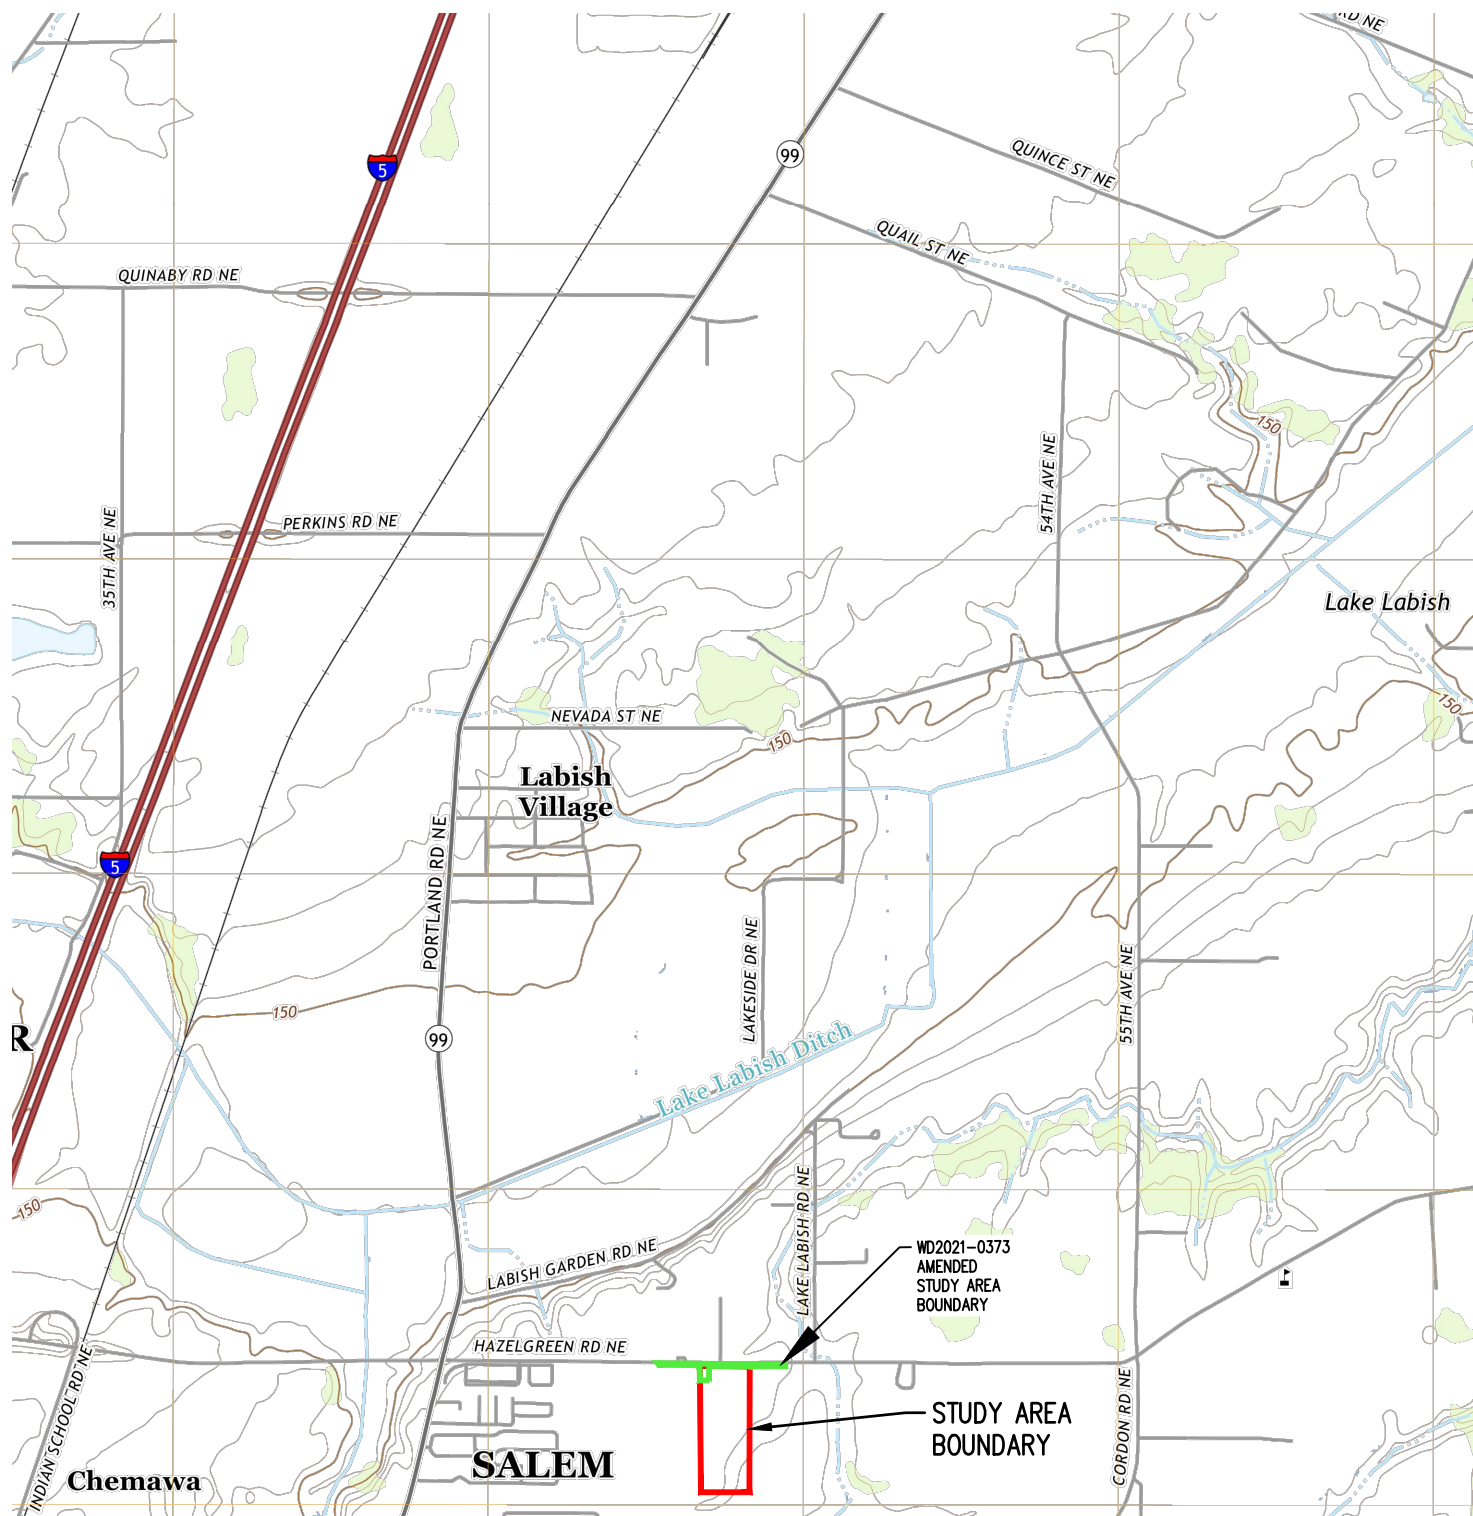 RD NE
99
5
QUINCE ST NE
QUAIL ST NE
QUINABY RD NE
150
54TH AVE NE
PERKINS RD NE
35TH AVE NE
Lake Labish
150
NEVADA ST NE
150
Labish
Village
5
PORTLAND RD NE
LAKESIDE DR NE
55TH AVE NE
150
R
99
Lake Labish Ditch
LAKE LABISH RD NE
150
WD2021-0373
AMENDED
STUDY AREA
BOUNDARY
LABISH GARDEN RD NE
HAZELGREEN RD NE
INDIAN SCHOOL RD NE
CORDON RD NE
STUDY AREA
BOUNDARY
SALEM
Chemawa